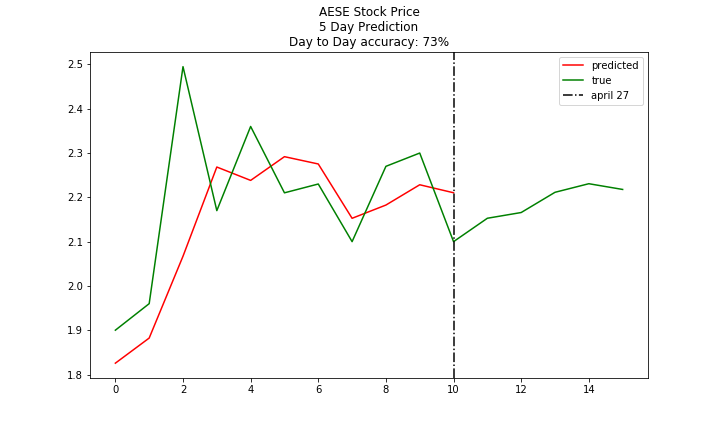 AESE Stock Price
5 Day Prediction
Day to Day accuracy: 73%
predicted
true
april 27
2.5
2.4
2.3
2.2
2.1
2.0
1.9
1.8
0 2 4 6 8 10 12 14